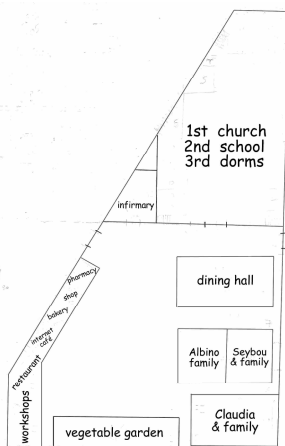 1st church
2nd school
3rd dorms
infirmary
pharmacy
shop
bakery
internet
café
restaurant
workshops
dining hall
Albino
family
Seybou
& family
Claudia
& family
vegetable garden